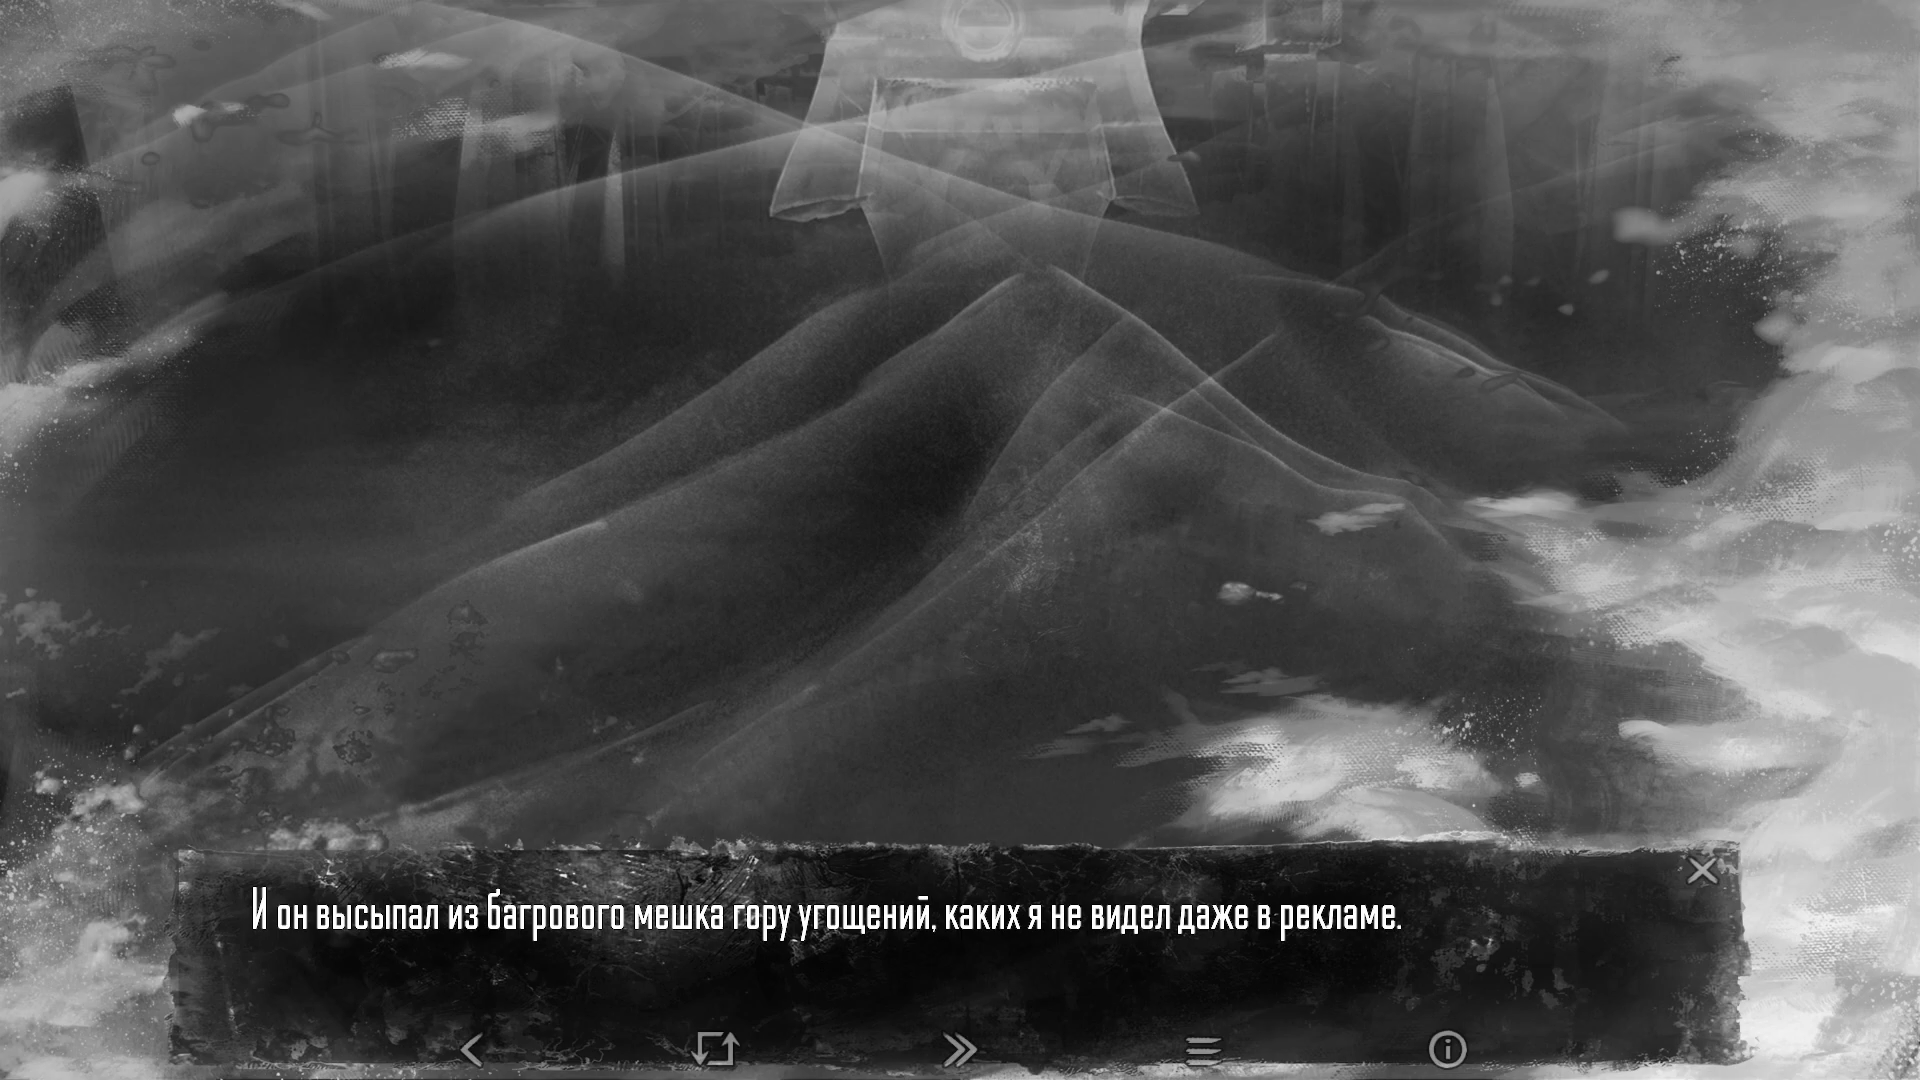 И он высыпал из багрового мешка гору угощений, каких я не видел даже в рекламе.